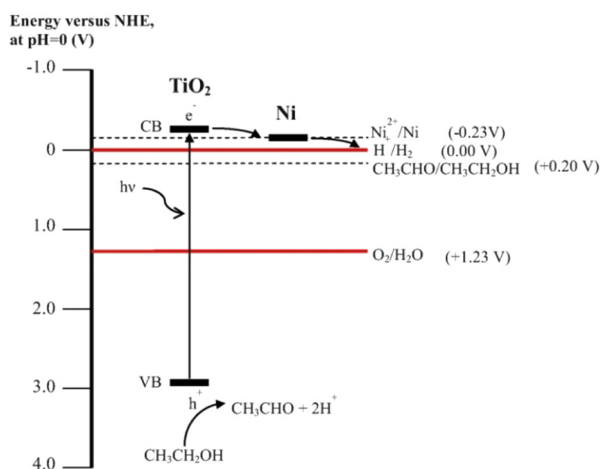 Energy versus NHE,
at pH=0 (V)
-1.0
TiO₂
Ni
e⁻
CB
Ni²⁺/Ni (-0.23V)
0
H⁺/H₂ (0.00 V)
CH₃CHO/CH₃CH₂OH (+0.20 V)
hν
1.0
O₂/H₂O (+1.23 V)
2.0
3.0
VB
h⁺
CH₃CHO + 2H⁺
CH₃CH₂OH
4.0